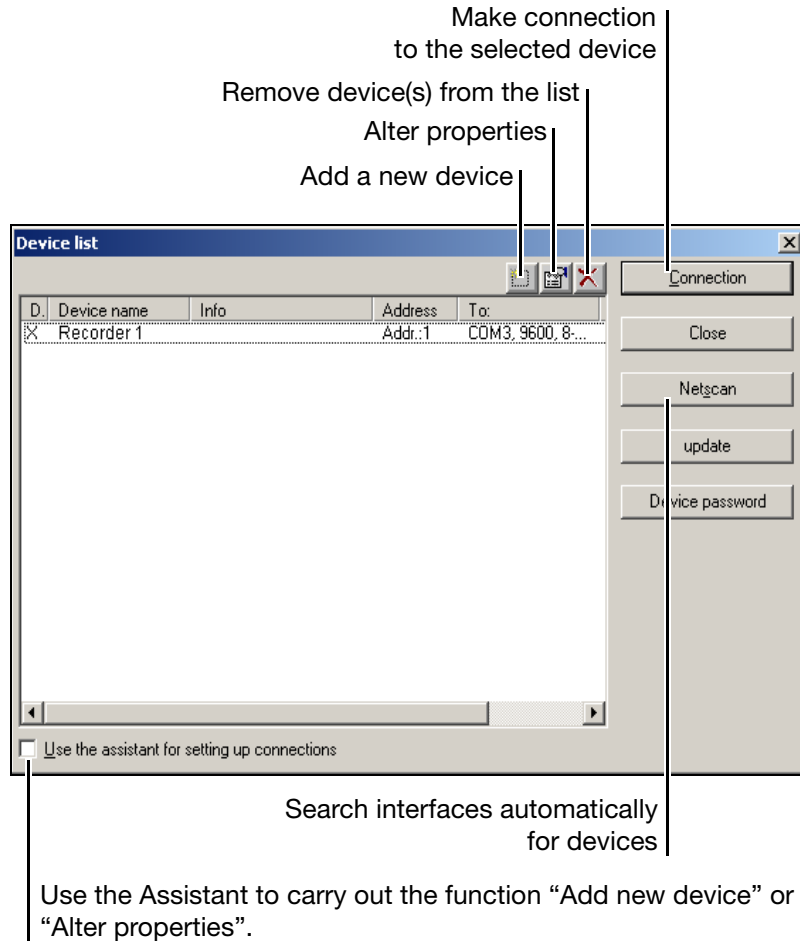 Make connection
to the selected device
Remove device(s) from the list
Alter properties
Add a new device
Device list
Connection
D. Device name Info Address To:
X Recorder 1 Addr.:1 COM3, 9600, 8-...
Close
Netscan
update
Device password
Use the assistant for setting up connections
Search interfaces automatically
for devices
Use the Assistant to carry out the function “Add new device” or
“Alter properties”.